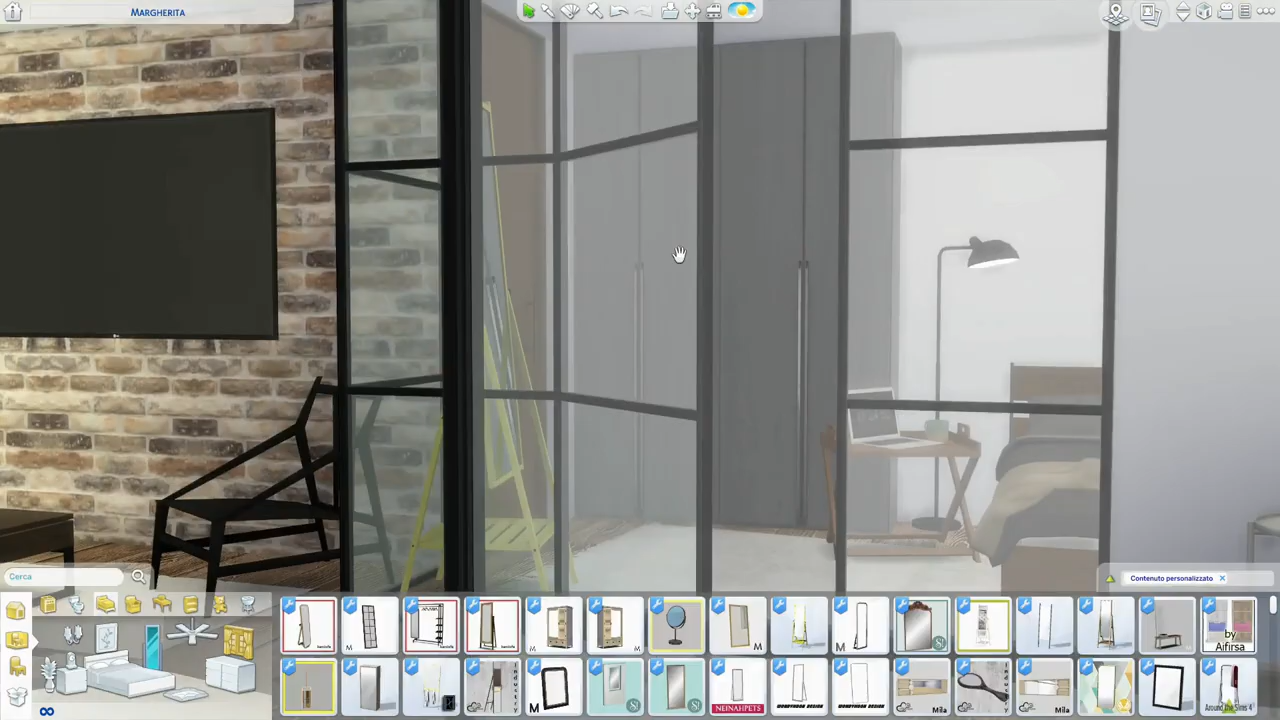 MARGHERITA
Cerca
Contenuto personalizzato
M
M
M
M
M
by
Aifirsa
M
NEINAHPETS
Mila
Mila
Around the Sims 4